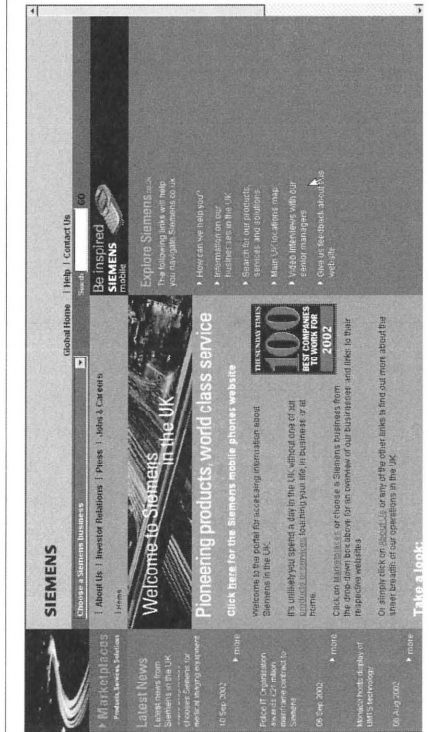 SIEMENS
Global Home | Help | Contact Us
Choose a Siemens business
Search
GO
| About Us | Investor Relations | Press | Jobs & Careers
| Home
Marketplaces
Products, Services, Solutions
Latest News
Latest news from
Siemens in the UK
chooses Siemens for
medical imaging equipment
10 Sep 2002
more
Police IT Organization
awards £21 million
mainframe contract to
Siemens
06 Sep 2002
more
Monaco hosts display of
UMTS technology
06 Aug 2002
more
Welcome to Siemens
in the UK
Pioneering products, world class service
Click here for the Siemens mobile phones website
Welcome to the portal for accessing information about
Siemens in the UK.
It's unlikely you spend a day in the UK, without one of our
products or services touching your life, in business or at
home.
Click on Marketplaces or choose a Siemens business from
the drop-down box above for an overview of our businesses and links to their
respective websites
Or simply click on About Us or any of the other links to find out more about the
sheer breadth of our operations in the UK
Take a look:
THE SUNDAY TIMES
100
BEST COMPANIES
TO WORK FOR
2002
Be inspired
SIEMENS
mobile
Explore Siemens.co.uk
The following links will help
you navigate Siemens.co.uk
How can we help you?
Information on our
businesses in the UK
Search for our products,
services and solutions
Main UK locations map
Video interviews with our
senior managers
Give us feedback about this
website